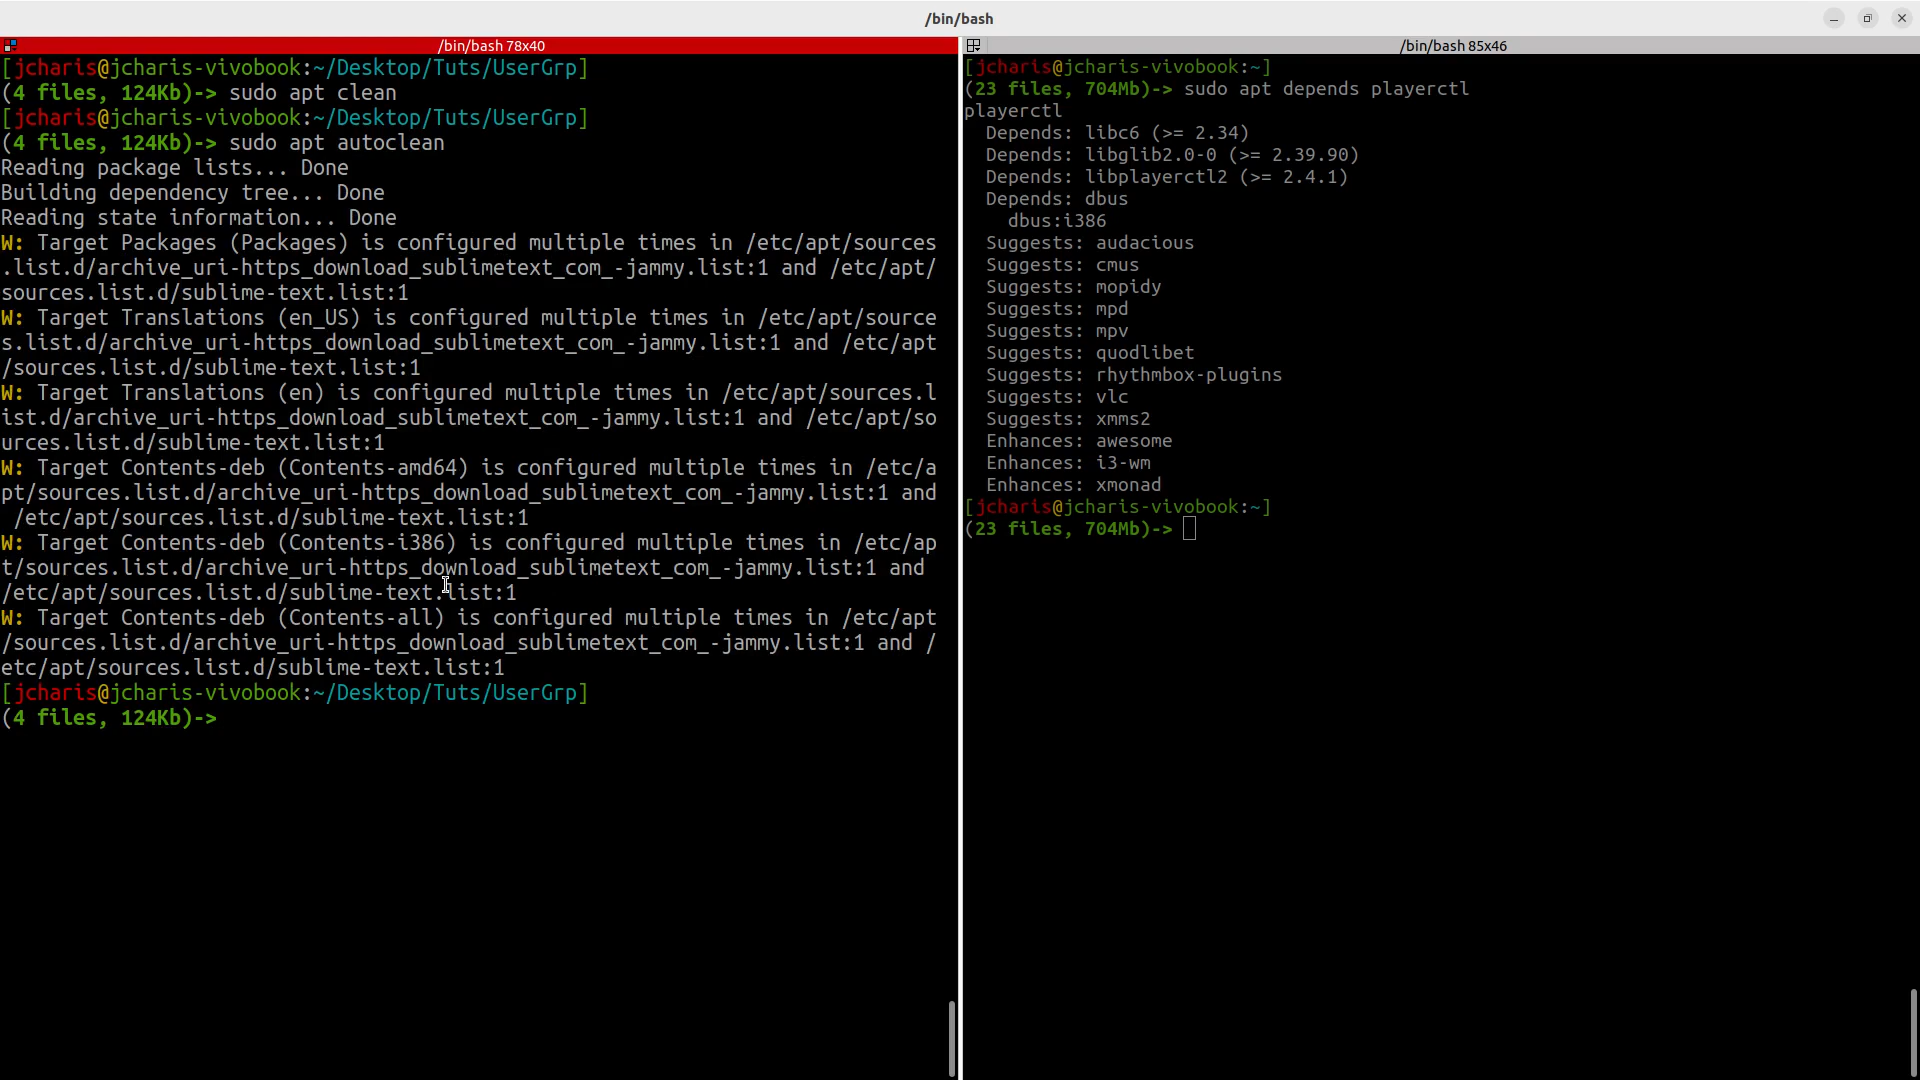 /bin/bash
/bin/bash 78x40
[jcharis@jcharis-vivobook:~/Desktop/Tuts/UserGrp]
(4 files, 124Kb)-> sudo apt clean
[jcharis@jcharis-vivobook:~/Desktop/Tuts/UserGrp]
(4 files, 124Kb)-> sudo apt autoclean
Reading package lists... Done
Building dependency tree... Done
Reading state information... Done
W: Target Packages (Packages) is configured multiple times in /etc/apt/sources
.list.d/archive_uri-https_download_sublimetext_com_-jammy.list:1 and /etc/apt/
sources.list.d/sublime-text.list:1
W: Target Translations (en_US) is configured multiple times in /etc/apt/source
s.list.d/archive_uri-https_download_sublimetext_com_-jammy.list:1 and /etc/apt
/sources.list.d/sublime-text.list:1
W: Target Translations (en) is configured multiple times in /etc/apt/sources.l
ist.d/archive_uri-https_download_sublimetext_com_-jammy.list:1 and /etc/apt/so
urces.list.d/sublime-text.list:1
W: Target Contents-deb (Contents-amd64) is configured multiple times in /etc/a
pt/sources.list.d/archive_uri-https_download_sublimetext_com_-jammy.list:1 and
 /etc/apt/sources.list.d/sublime-text.list:1
W: Target Contents-deb (Contents-i386) is configured multiple times in /etc/ap
t/sources.list.d/archive_uri-https_download_sublimetext_com_-jammy.list:1 and
/etc/apt/sources.list.d/sublime-text.list:1
W: Target Contents-deb (Contents-all) is configured multiple times in /etc/apt
/sources.list.d/archive_uri-https_download_sublimetext_com_-jammy.list:1 and /
etc/apt/sources.list.d/sublime-text.list:1
[jcharis@jcharis-vivobook:~/Desktop/Tuts/UserGrp]
(4 files, 124Kb)->
/bin/bash 85x46
[jcharis@jcharis-vivobook:~]
(23 files, 704Mb)-> sudo apt depends playerctl
playerctl
  Depends: libc6 (>= 2.34)
  Depends: libglib2.0-0 (>= 2.39.90)
  Depends: libplayerctl2 (>= 2.4.1)
  Depends: dbus
    dbus:i386
  Suggests: audacious
  Suggests: cmus
  Suggests: mopidy
  Suggests: mpd
  Suggests: mpv
  Suggests: quodlibet
  Suggests: rhythmbox-plugins
  Suggests: vlc
  Suggests: xmms2
  Enhances: awesome
  Enhances: i3-wm
  Enhances: xmonad
[jcharis@jcharis-vivobook:~]
(23 files, 704Mb)->